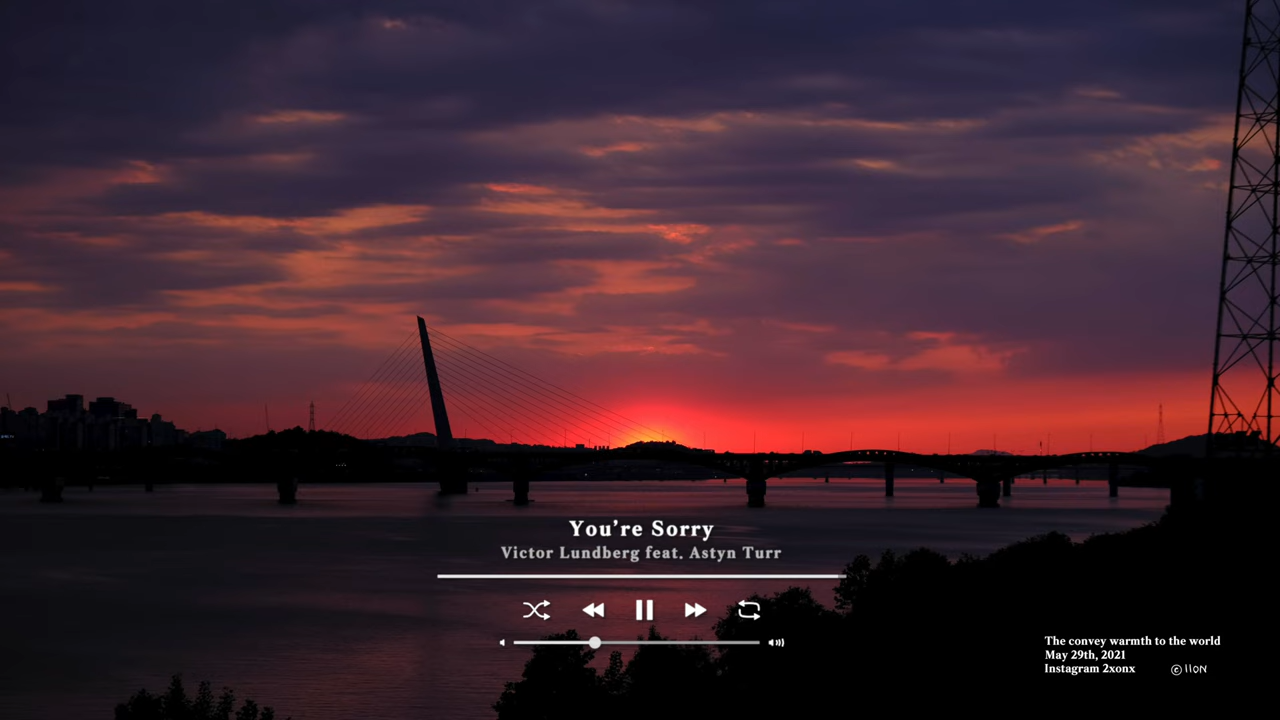 You're Sorry
Victor Lundberg feat. Astyn Turr
The convey warmth to the world
May 29th, 2021
Instagram 2xonx
© llON